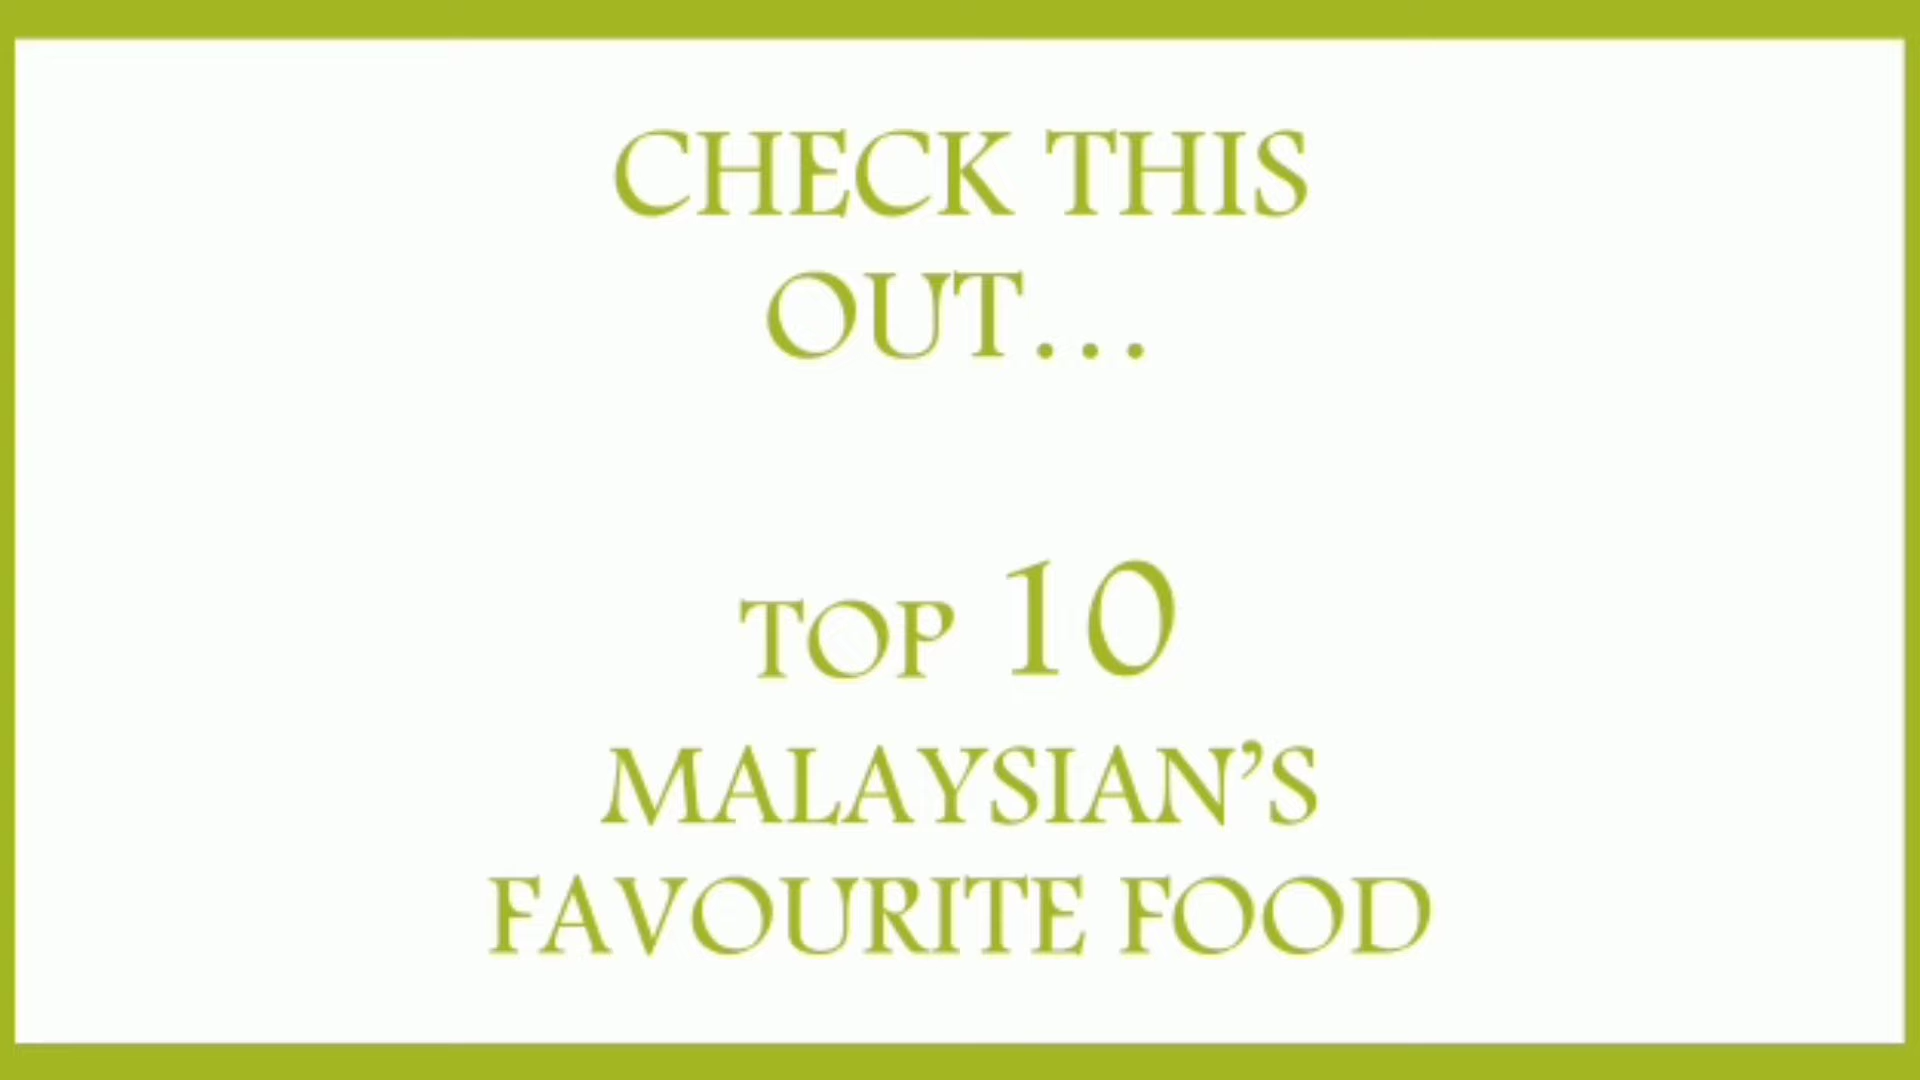 CHECK THIS
OUT...
TOP 10
MALAYSIAN’S
FAVOURITE FOOD